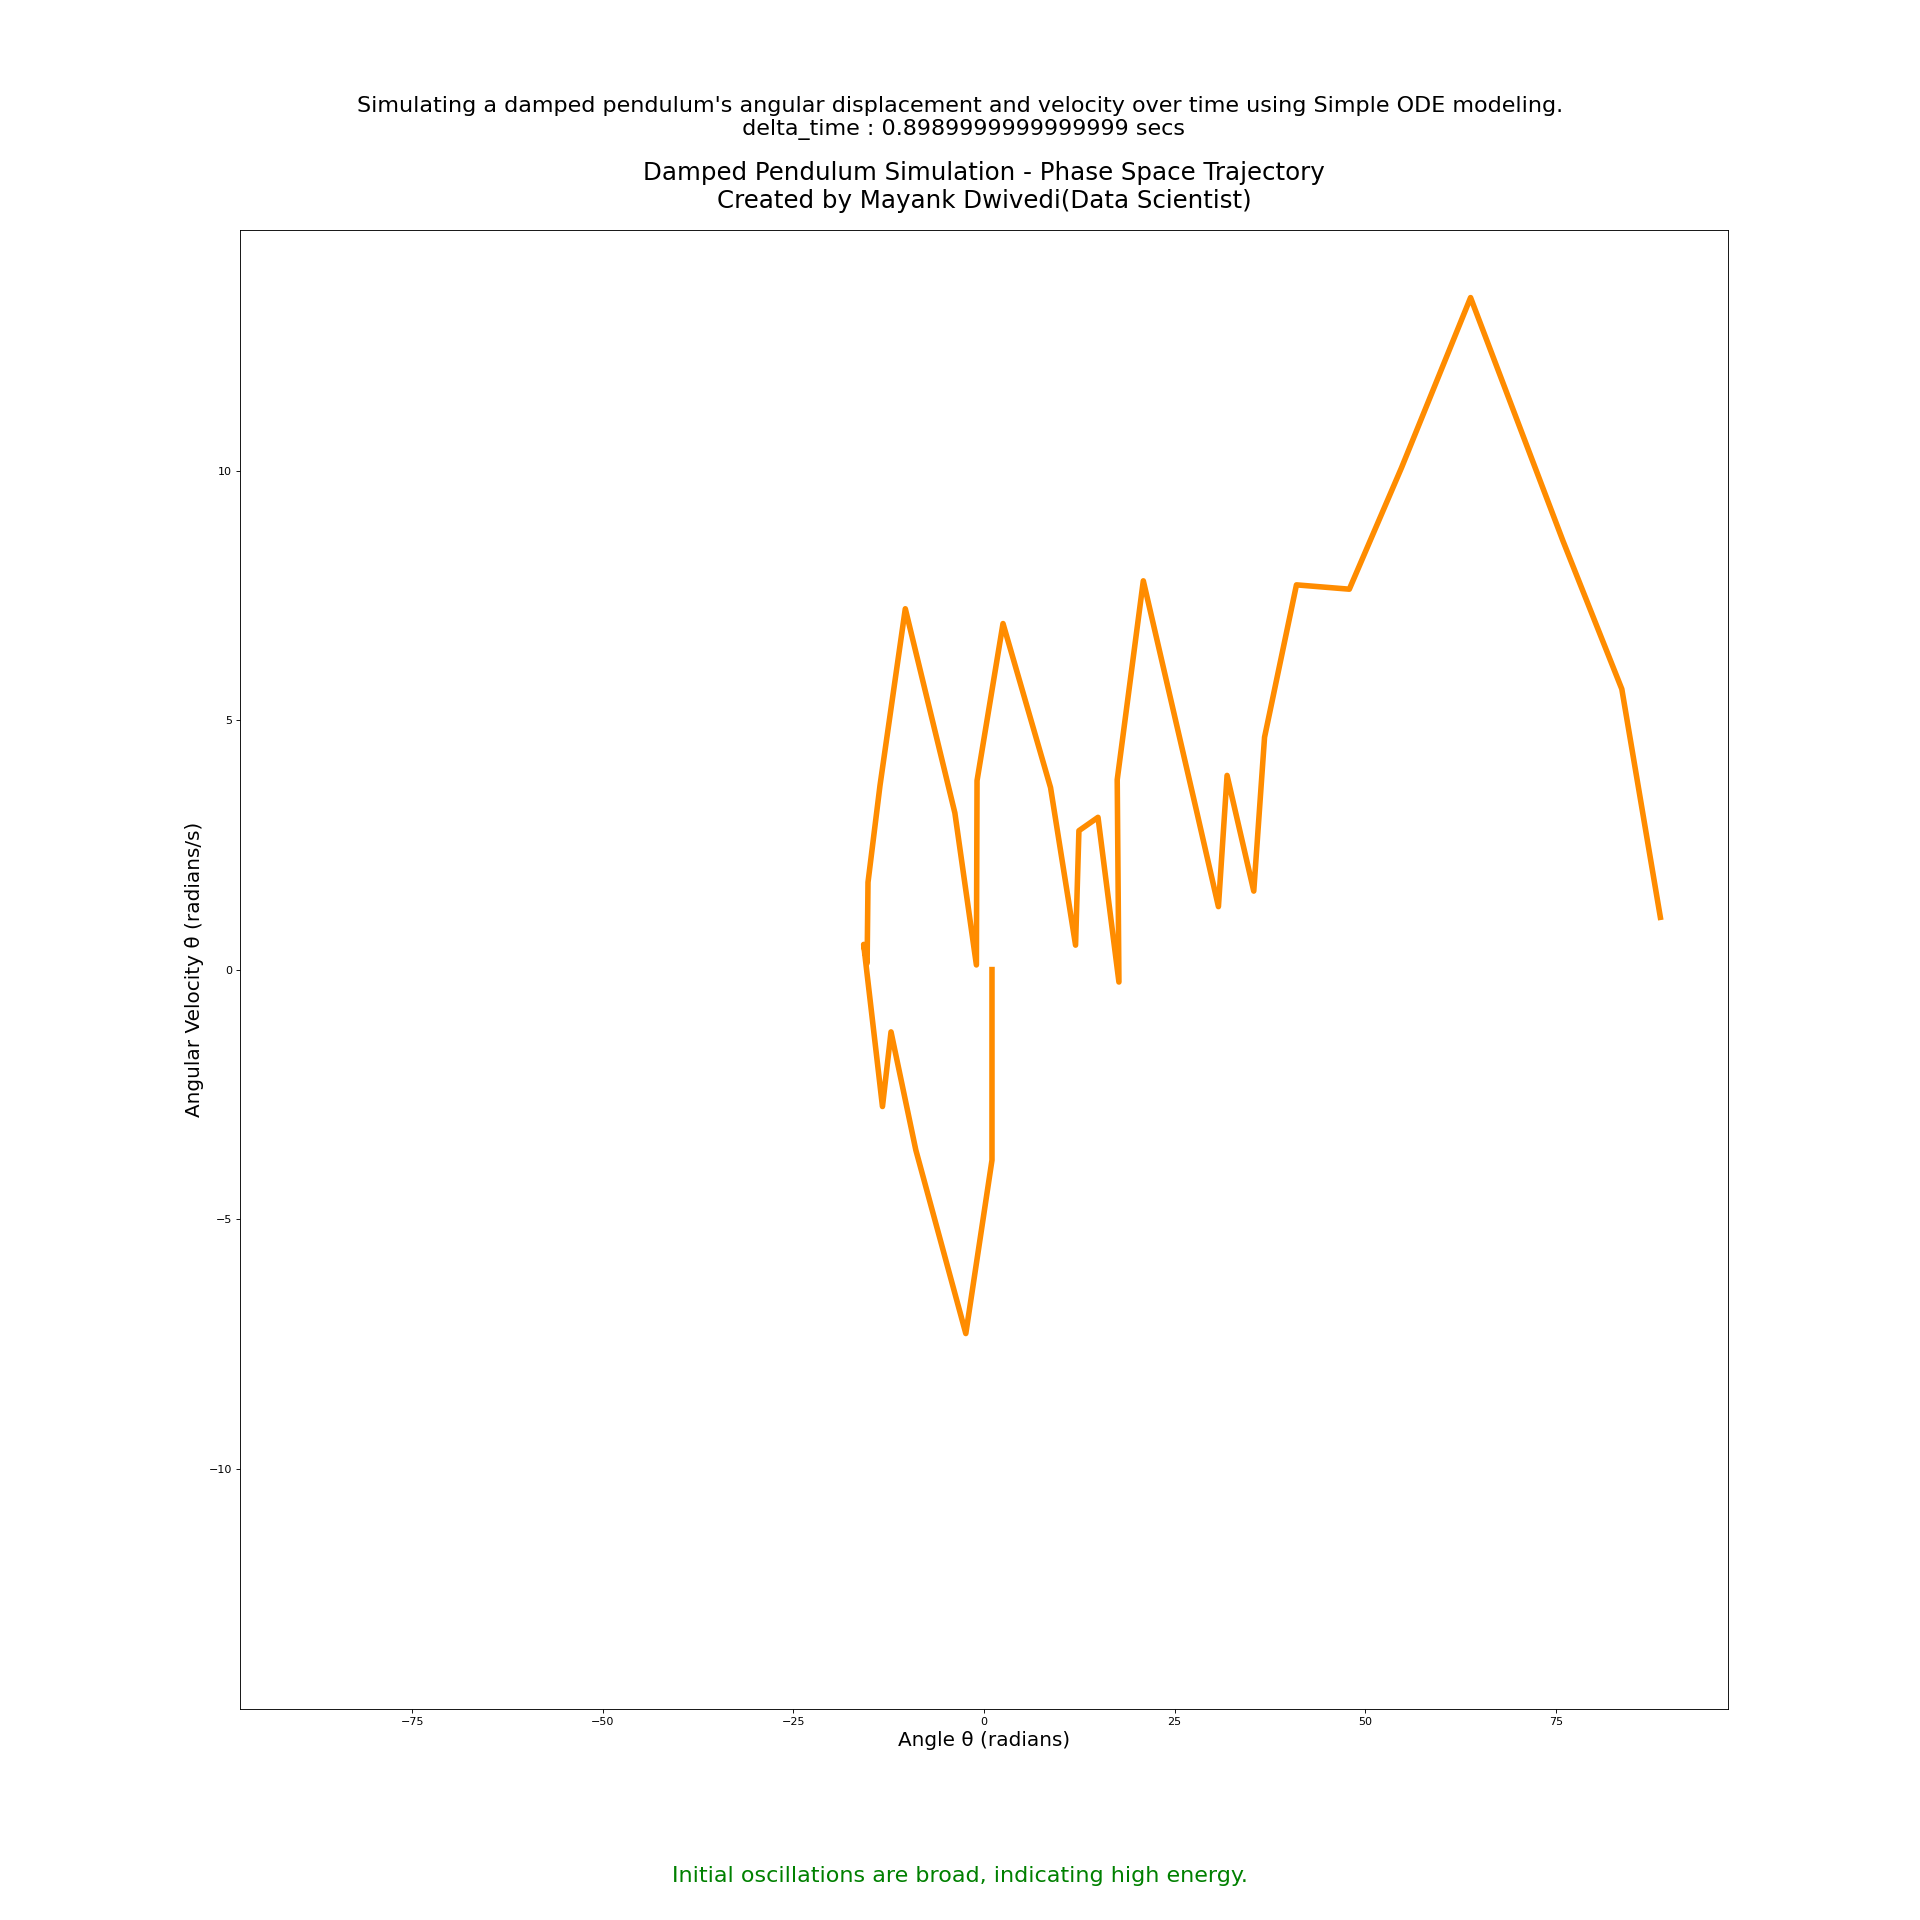 Simulating a damped pendulum's angular displacement and velocity over time using Simple ODE modeling.
delta_time : 0.8989999999999999 secs
Damped Pendulum Simulation - Phase Space Trajectory
Created by Mayank Dwivedi(Data Scientist)
Angular Velocity θ (radians/s)
10
5
0
−5
−10
−75
−50
−25
0
25
50
75
Angle θ (radians)
Initial oscillations are broad, indicating high energy.